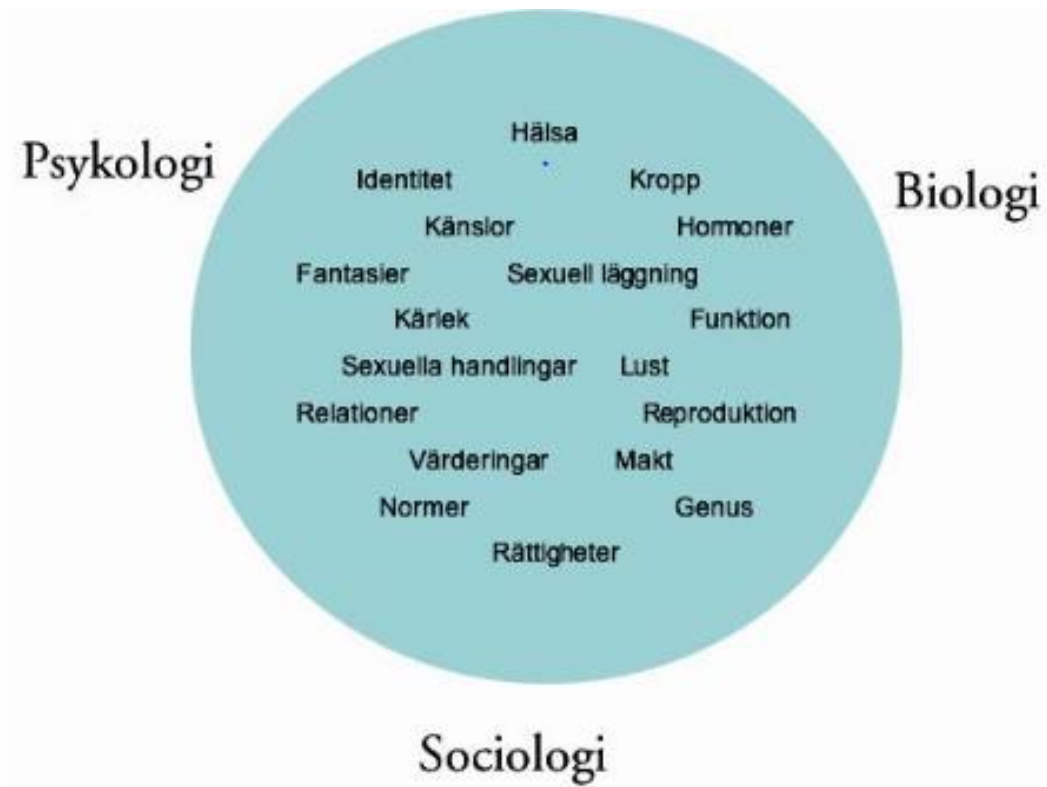 Hälsa
Psykologi
Identitet
Kropp
Biologi
Känslor
Hormoner
Fantasier
Sexuell läggning
Kärlek
Funktion
Sexuella handlingar
Lust
Relationer
Reproduktion
Värderingar
Makt
Normer
Genus
Rättigheter
Sociologi